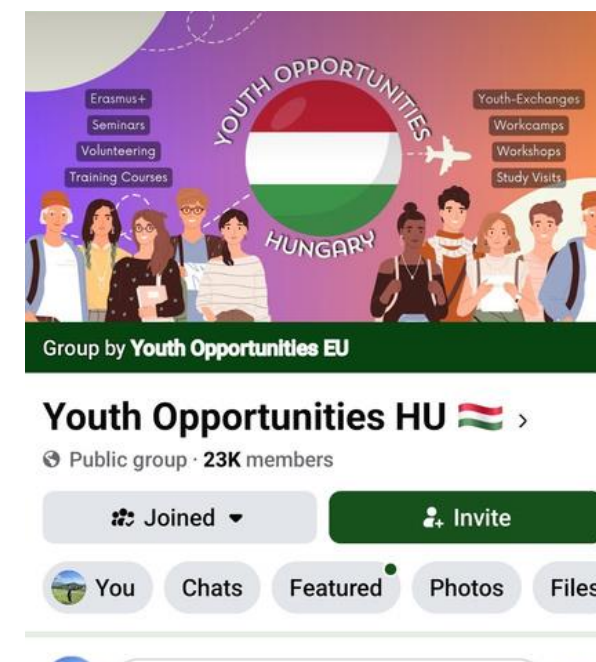 YOUTH OPPORTUNITIES
HUNGARY
Erasmus+
Seminars
Volunteering
Training Courses
Youth-Exchanges
Workcamps
Workshops
Study Visits
Group by Youth Opportunities EU
Youth Opportunities HU
Public group · 23K members
Joined
Invite
You
Chats
Featured
Photos
Files